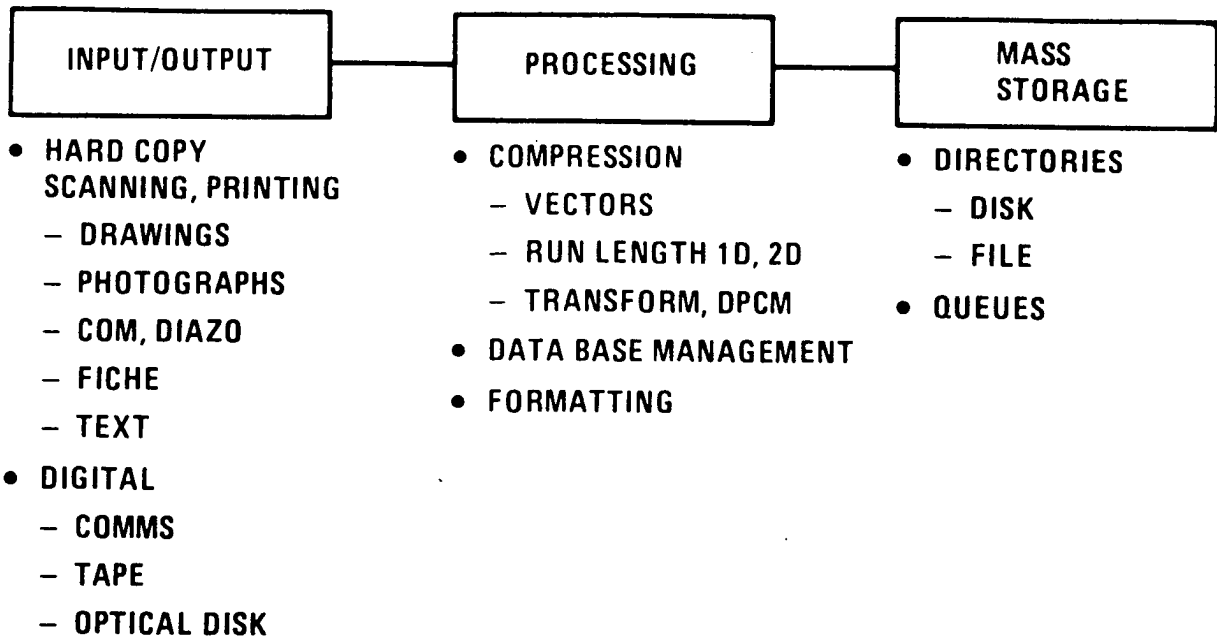 INPUT/OUTPUT
• HARD COPY
SCANNING, PRINTING
– DRAWINGS
– PHOTOGRAPHS
– COM, DIAZO
– FICHE
– TEXT
• DIGITAL
– COMMS
– TAPE
– OPTICAL DISK
PROCESSING
• COMPRESSION
– VECTORS
– RUN LENGTH 1D, 2D
– TRANSFORM, DPCM
• DATA BASE MANAGEMENT
• FORMATTING
MASS
STORAGE
• DIRECTORIES
– DISK
– FILE
• QUEUES